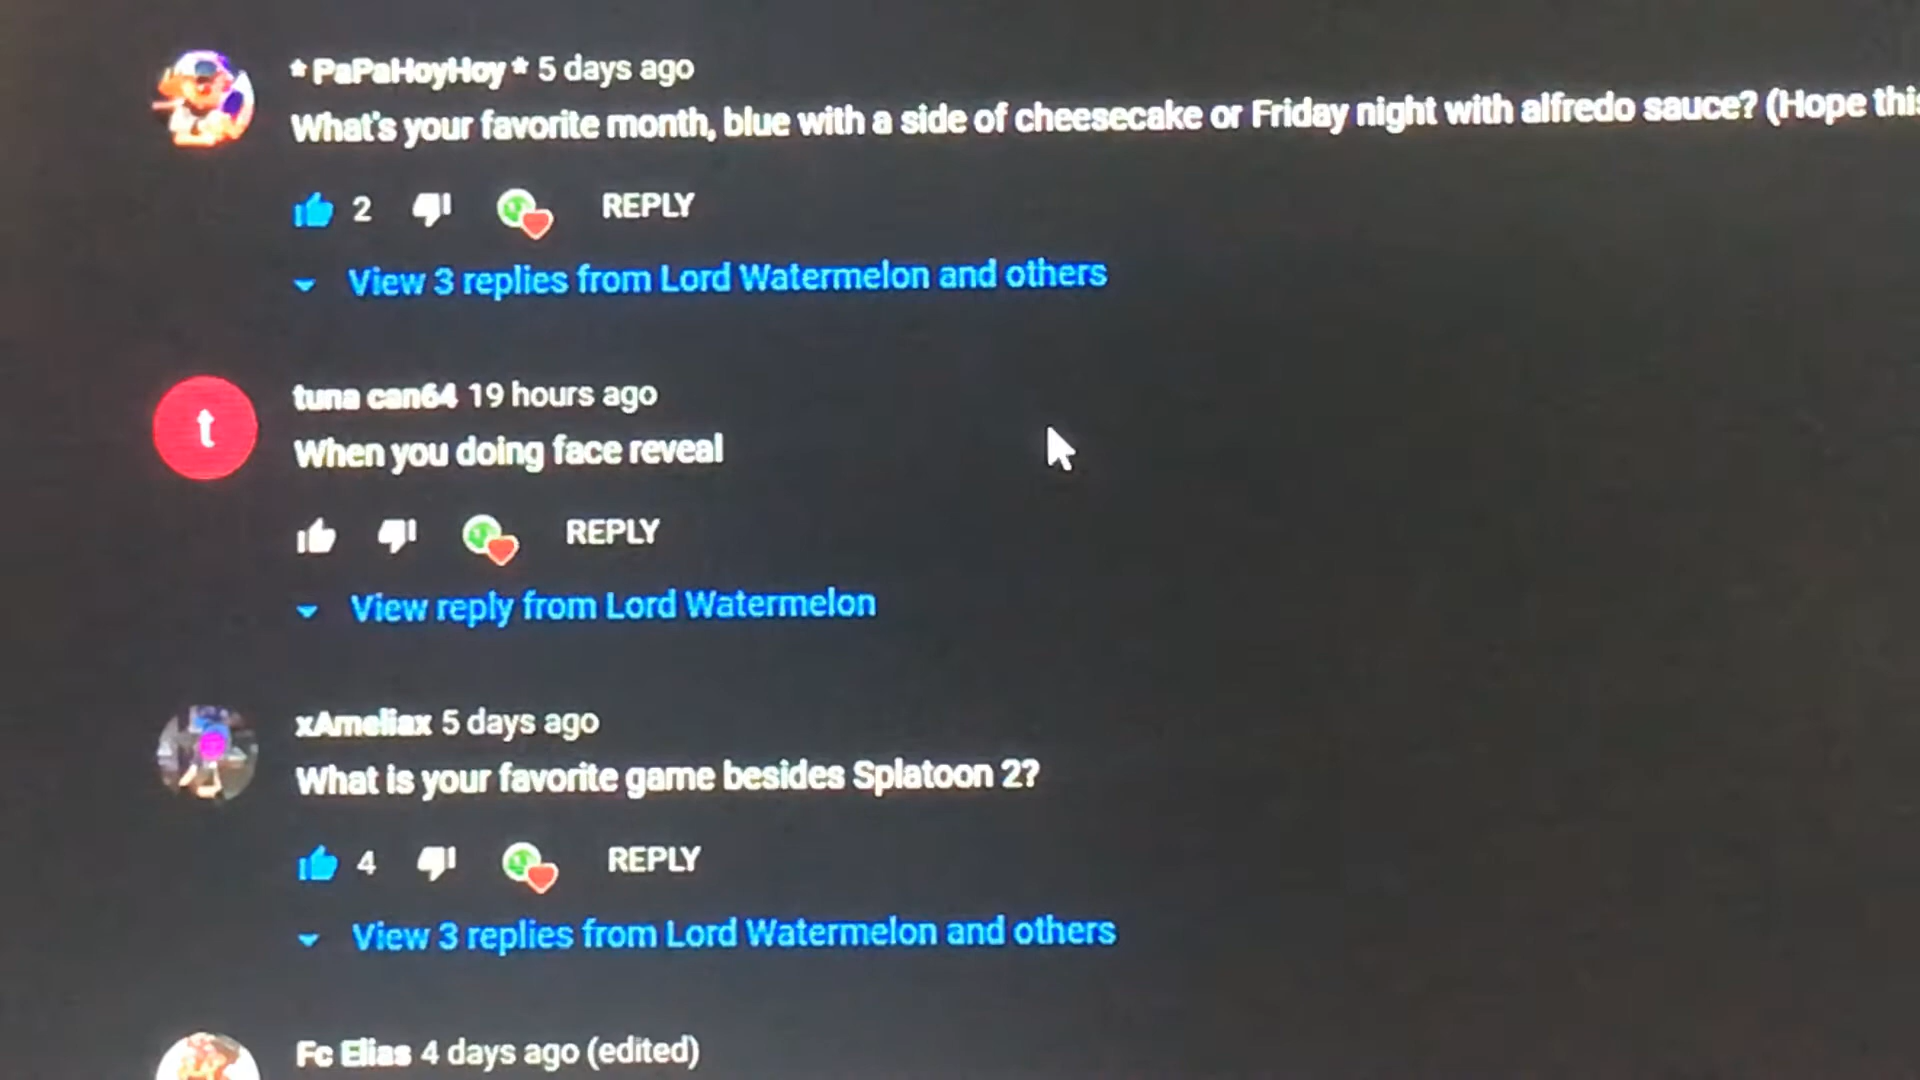 * PaPaHoyHoy * 5 days ago
What's your favorite month, blue with a side of cheesecake or Friday night with alfredo sauce? (Hope this
2
REPLY
View 3 replies from Lord Watermelon and others
t
tuna can64 19 hours ago
When you doing face reveal
REPLY
View reply from Lord Watermelon
xAmeliax 5 days ago
What is your favorite game besides Splatoon 2?
4
REPLY
View 3 replies from Lord Watermelon and others
Fc Elias 4 days ago (edited)